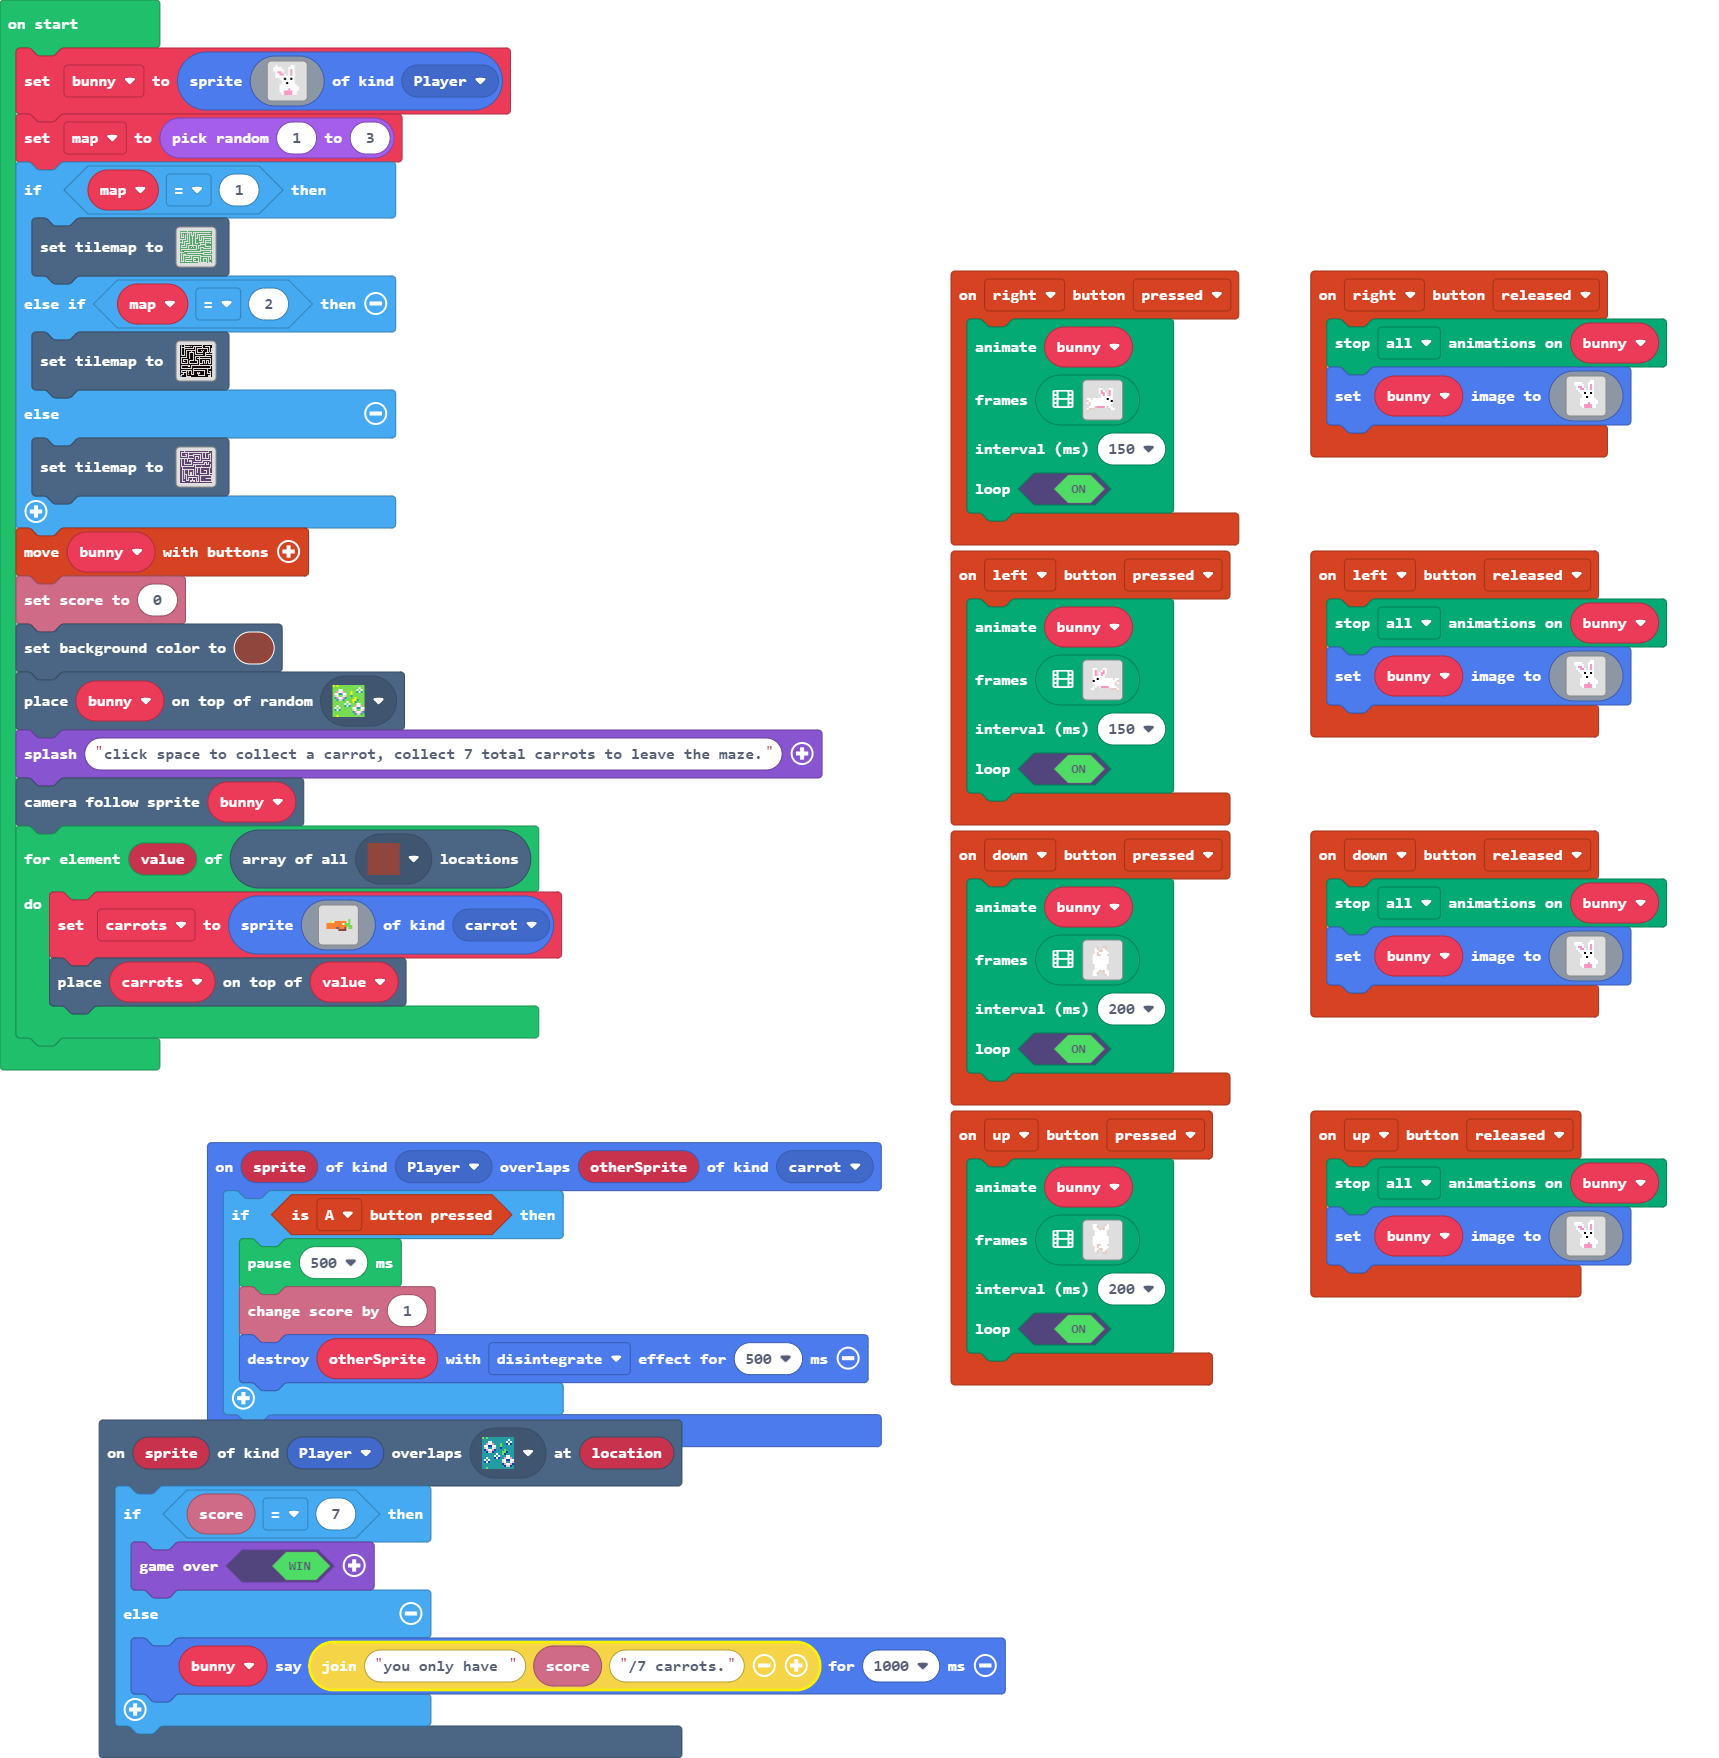 on start
set bunny to sprite of kind Player
set map to pick random 1 to 3
if map = 1 then
set tilemap to
else if map = 2 then
set tilemap to
else
set tilemap to
move bunny with buttons
set score to 0
set background color to
place bunny on top of random
splash "click space to collect a carrot, collect 7 total carrots to leave the maze."
camera follow sprite bunny
for element value of array of all locations
do
set carrots to sprite of kind carrot
place carrots on top of value
on sprite of kind Player overlaps otherSprite of kind carrot
if is A button pressed then
pause 500 ms
change score by 1
destroy otherSprite with disintegrate effect for 500 ms
on sprite of kind Player overlaps at location
if score = 7 then
game over WIN
else
bunny say join "you only have " score "/7 carrots." for 1000 ms
on right button pressed
animate bunny
frames
interval (ms) 150
loop ON
on left button pressed
animate bunny
frames
interval (ms) 150
loop ON
on down button pressed
animate bunny
frames
interval (ms) 200
loop ON
on up button pressed
animate bunny
frames
interval (ms) 200
loop ON
on right button released
stop all animations on bunny
set bunny image to
on left button released
stop all animations on bunny
set bunny image to
on down button released
stop all animations on bunny
set bunny image to
on up button released
stop all animations on bunny
set bunny image to